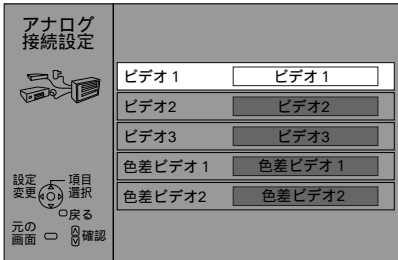 アナログ
接続設定
ビデオ1 ビデオ1
ビデオ2 ビデオ2
ビデオ3 ビデオ3
色差ビデオ1 色差ビデオ1
色差ビデオ2 色差ビデオ2
設定
変更
項目
選択
戻る
元の
画面
確認